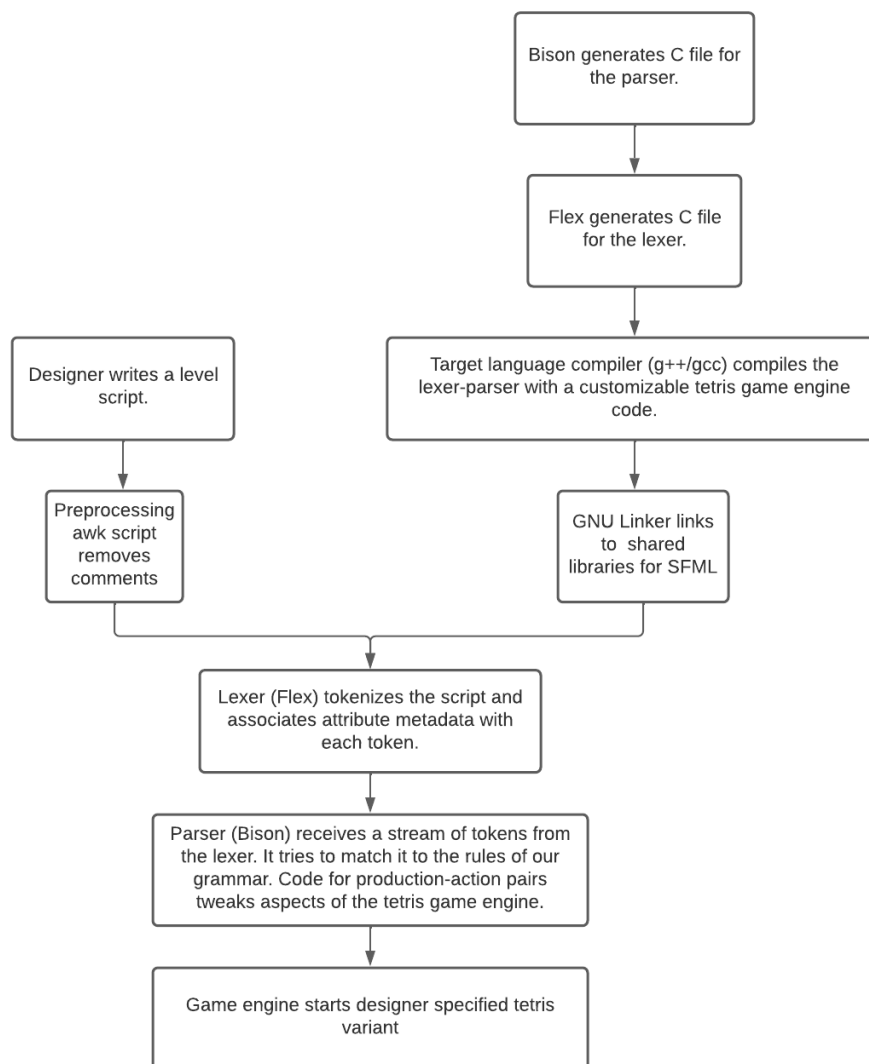 Bison generates C file for
the parser.
Flex generates C file
for the lexer.
Designer writes a level
script.
Target language compiler (g++/gcc) compiles the
lexer-parser with a customizable tetris game engine
code.
Preprocessing
awk script
removes
comments
GNU Linker links
to shared
libraries for SFML
Lexer (Flex) tokenizes the script and
associates attribute metadata with
each token.
Parser (Bison) receives a stream of tokens from
the lexer. It tries to match it to the rules of our
grammar. Code for production-action pairs
tweaks aspects of the tetris game engine.
Game engine starts designer specified tetris
variant